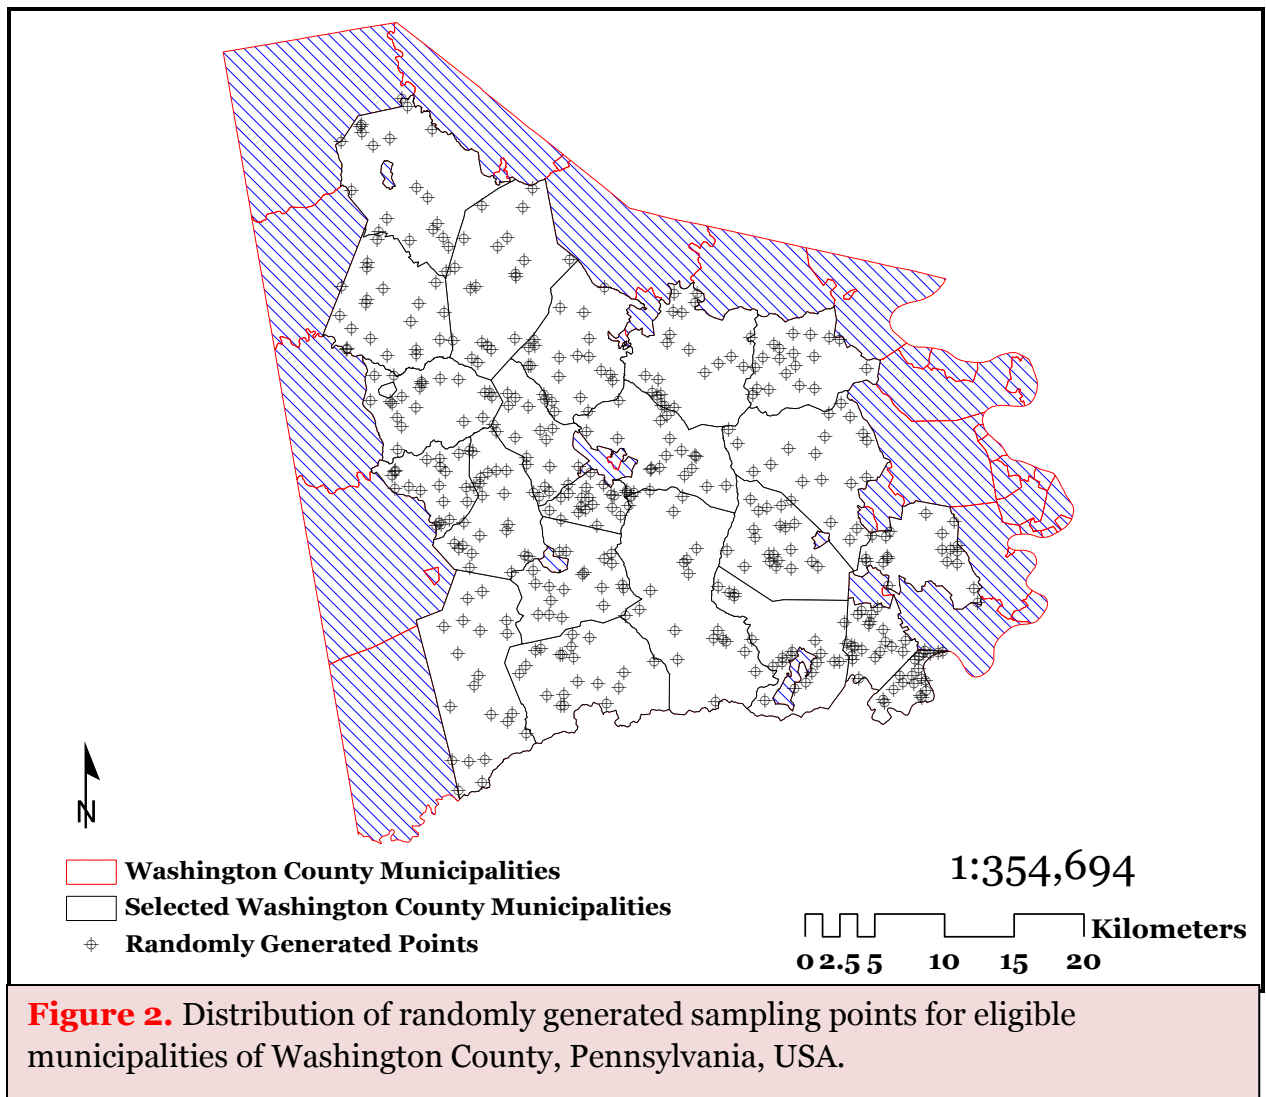 N
Washington County Municipalities
Selected Washington County Municipalities
Randomly Generated Points
1:354,694
Kilometers
0 2.5 5 10 15 20
Figure 2. Distribution of randomly generated sampling points for eligible
municipalities of Washington County, Pennsylvania, USA.